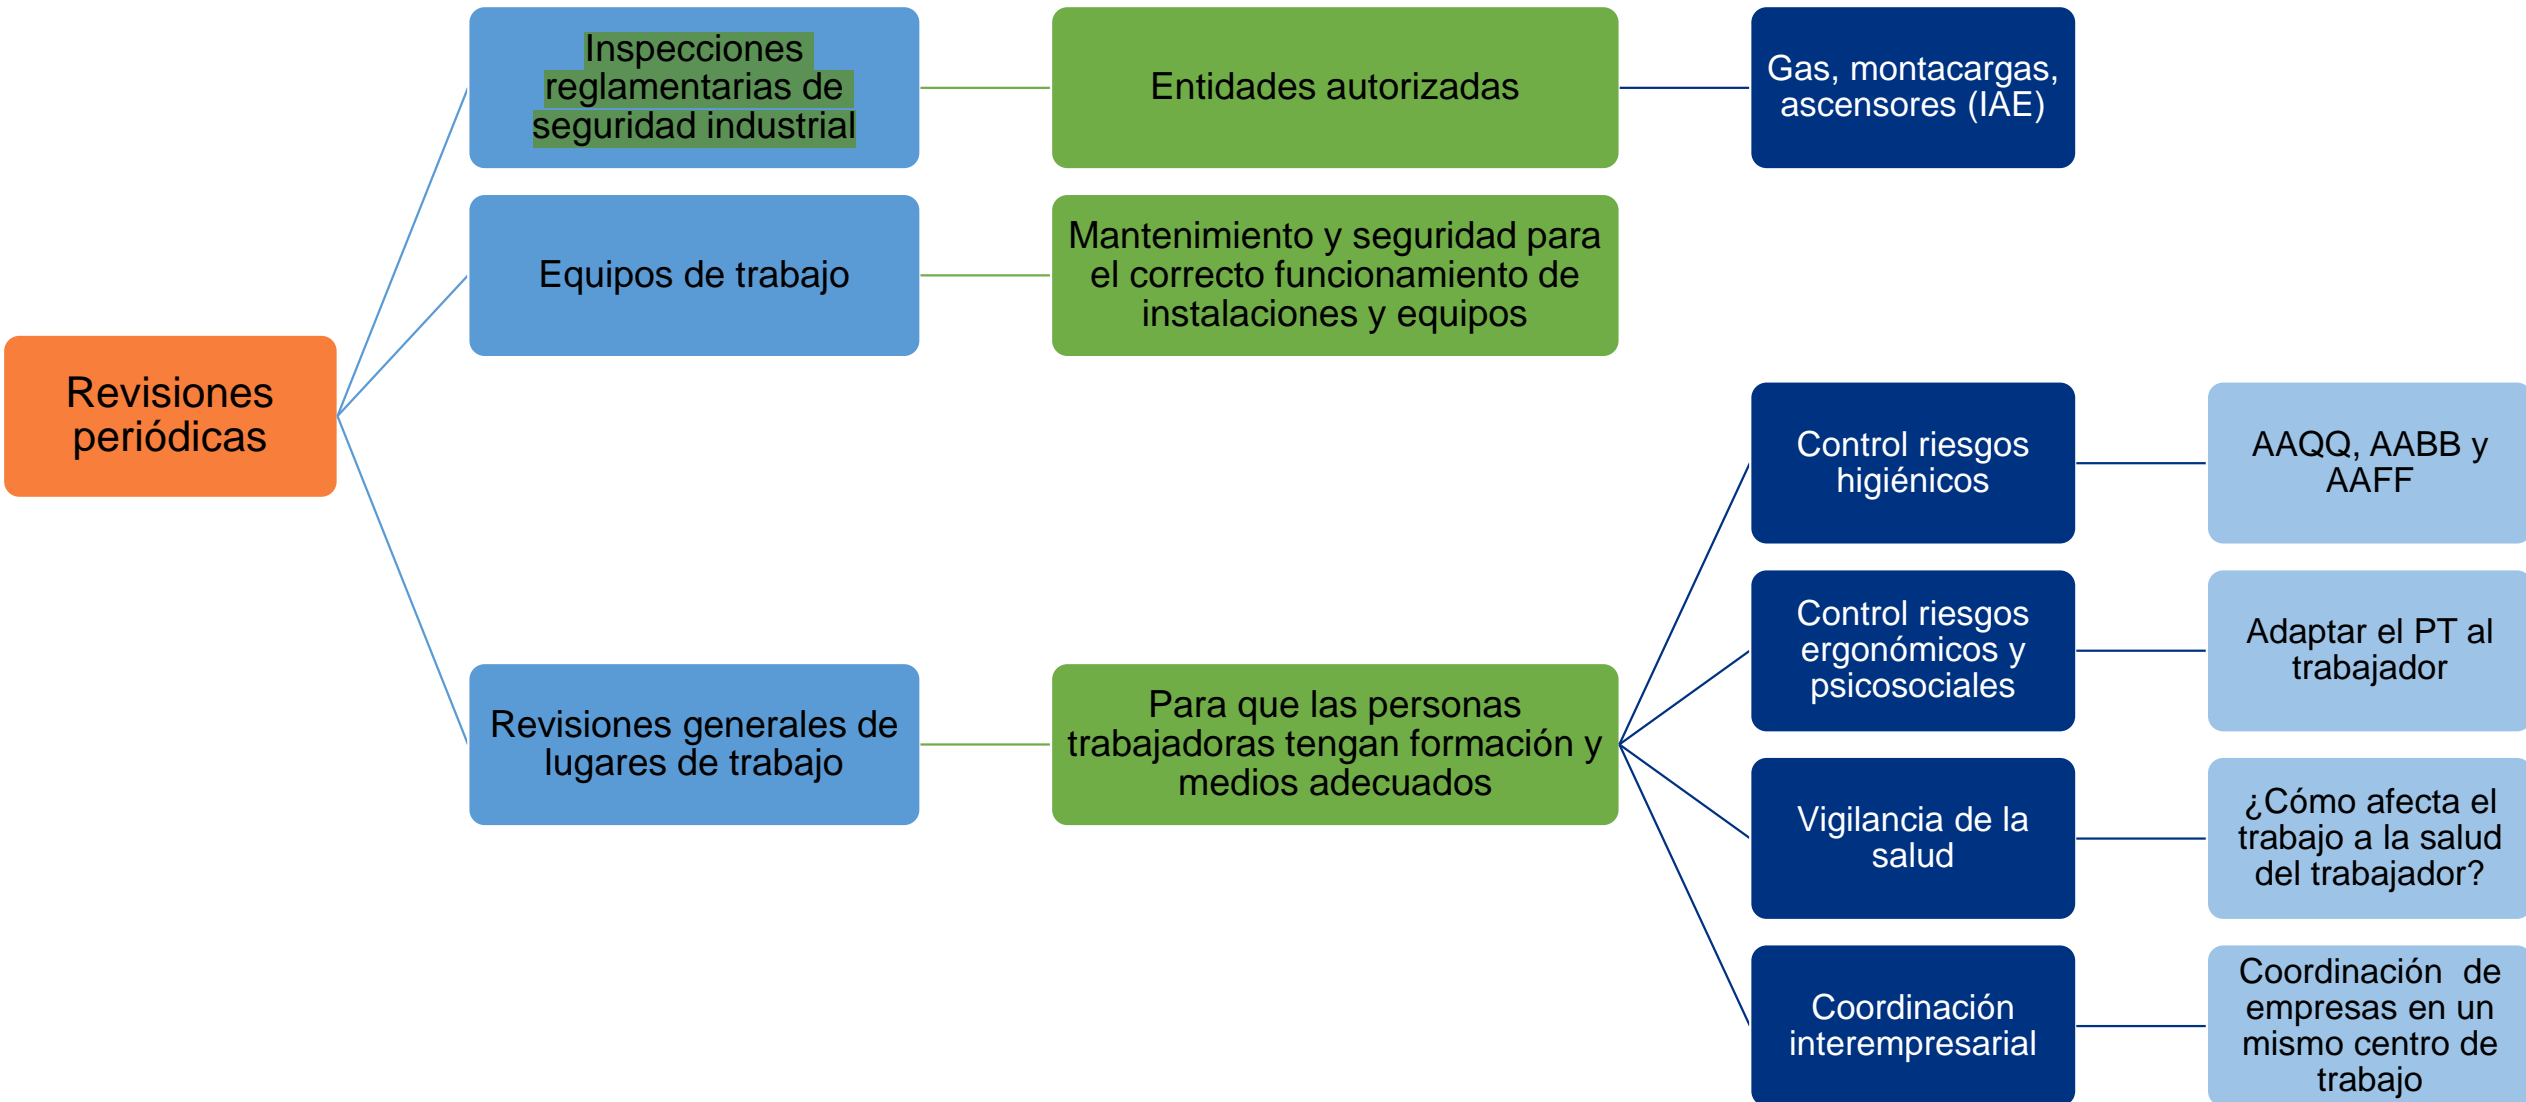 Inspecciones
reglamentarias de
seguridad industrial
Entidades autorizadas
Gas, montacargas,
ascensores (IAE)
Equipos de trabajo
Mantenimiento y seguridad para
el correcto funcionamiento de
instalaciones y equipos
Revisiones
periódicas
Revisiones generales de
lugares de trabajo
Para que las personas
trabajadoras tengan formación y
medios adecuados
Control riesgos
higiénicos
AAQQ, AABB y
AAFF
Control riesgos
ergonómicos y
psicosociales
Adaptar el PT al
trabajador
Vigilancia de la
salud
¿Cómo afecta el
trabajo a la salud
del trabajador?
Coordinación
interempresarial
Coordinación  de
empresas en un
mismo centro de
trabajo